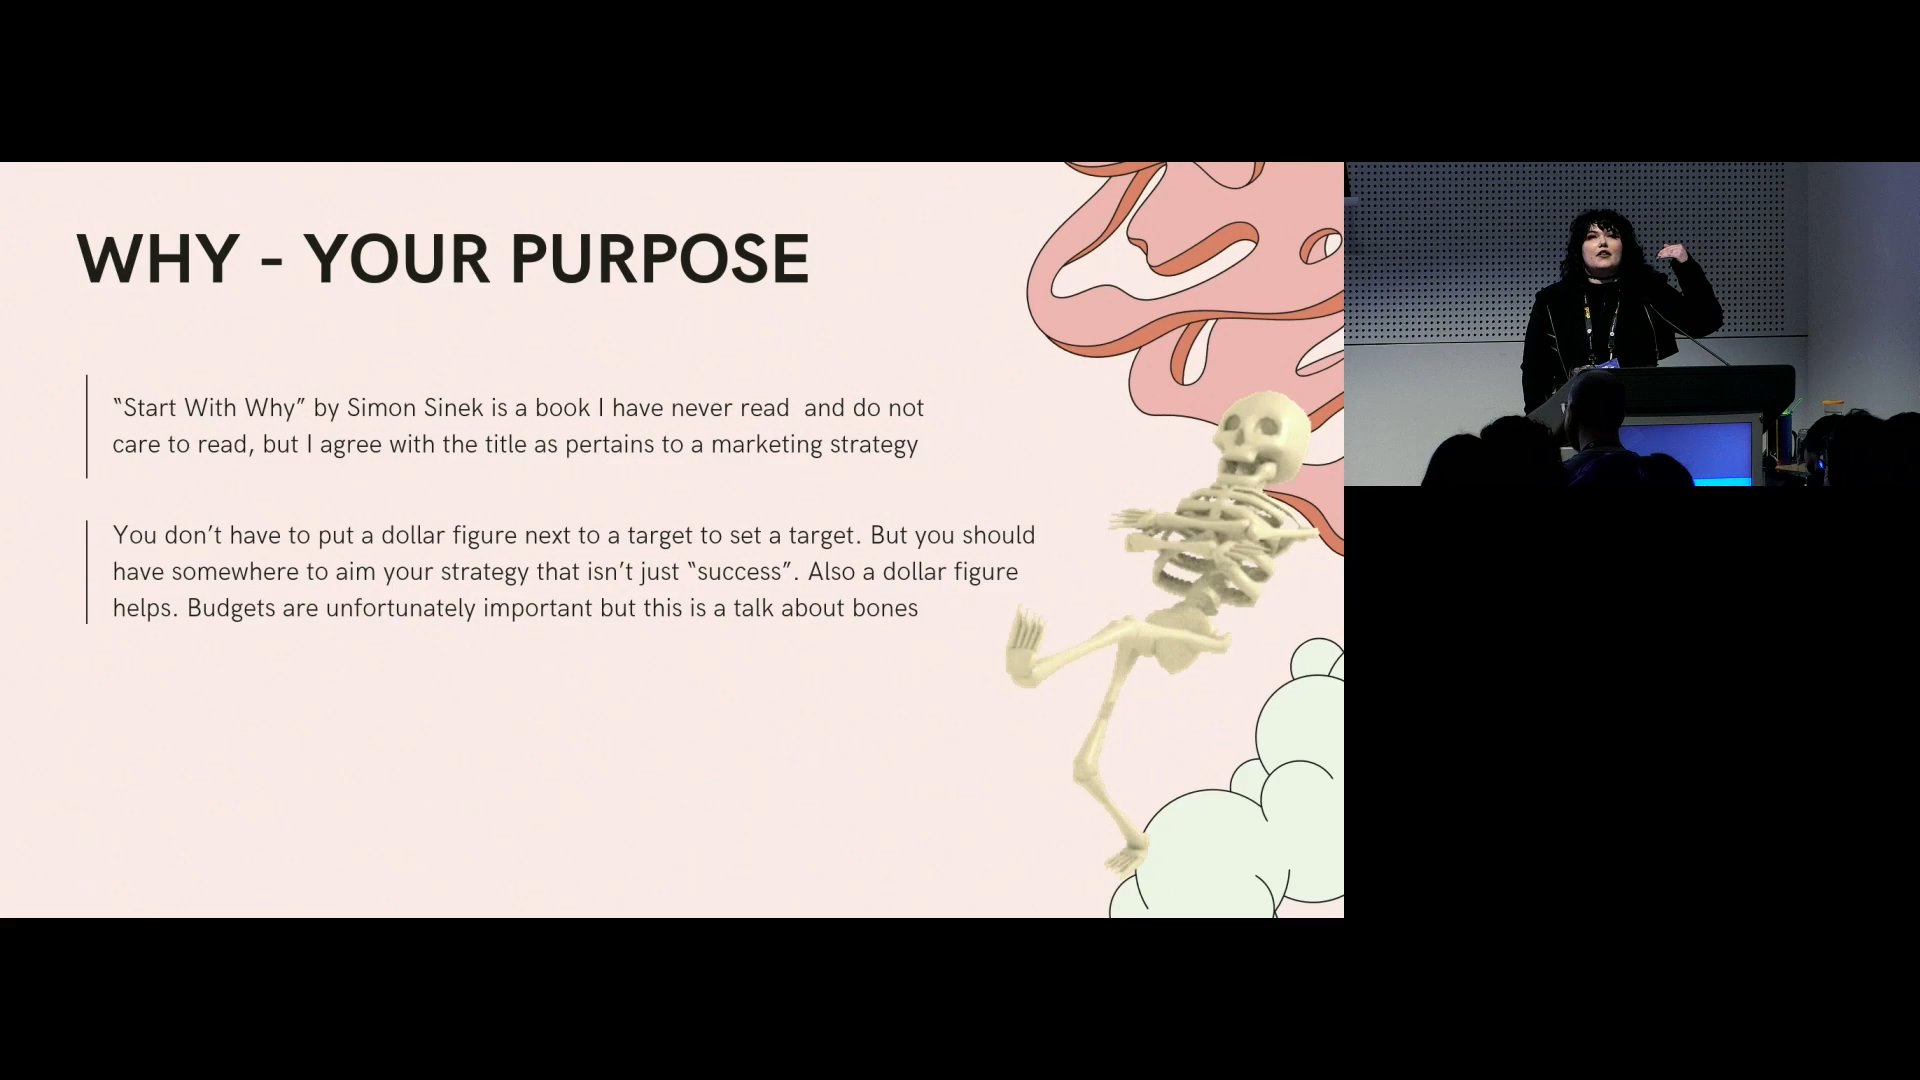 WHY - YOUR PURPOSE
“Start With Why” by Simon Sinek is a book I have never read  and do not
care to read, but I agree with the title as pertains to a marketing strategy
You don’t have to put a dollar figure next to a target to set a target. But you should
have somewhere to aim your strategy that isn’t just “success”. Also a dollar figure
helps. Budgets are unfortunately important but this is a talk about bones